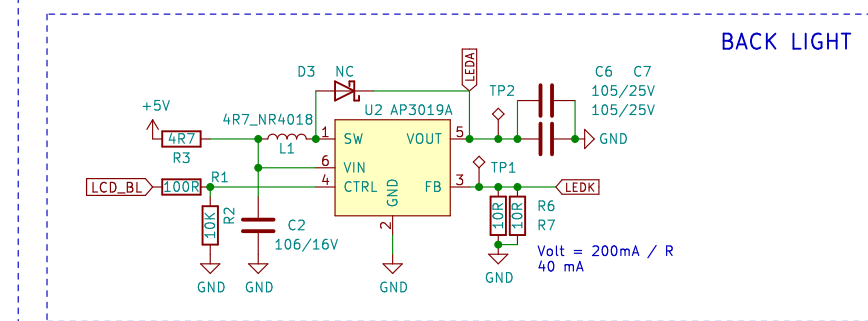 BACK LIGHT
D3 NC
LEDA
C6 C7
105/25V
105/25V
TP2
+5V
4R7_NR4018
U2 AP3019A
4R7
R3
L1
1
SW
VOUT
5
GND
6
VIN
TP1
LCD_BL
100R
R1
4
CTRL
GND
FB
3
LEDK
10K
R2
C2
106/16V
2
10R
10R
R6
R7
GND
GND
GND
GND
Volt = 200mA / R
40 mA